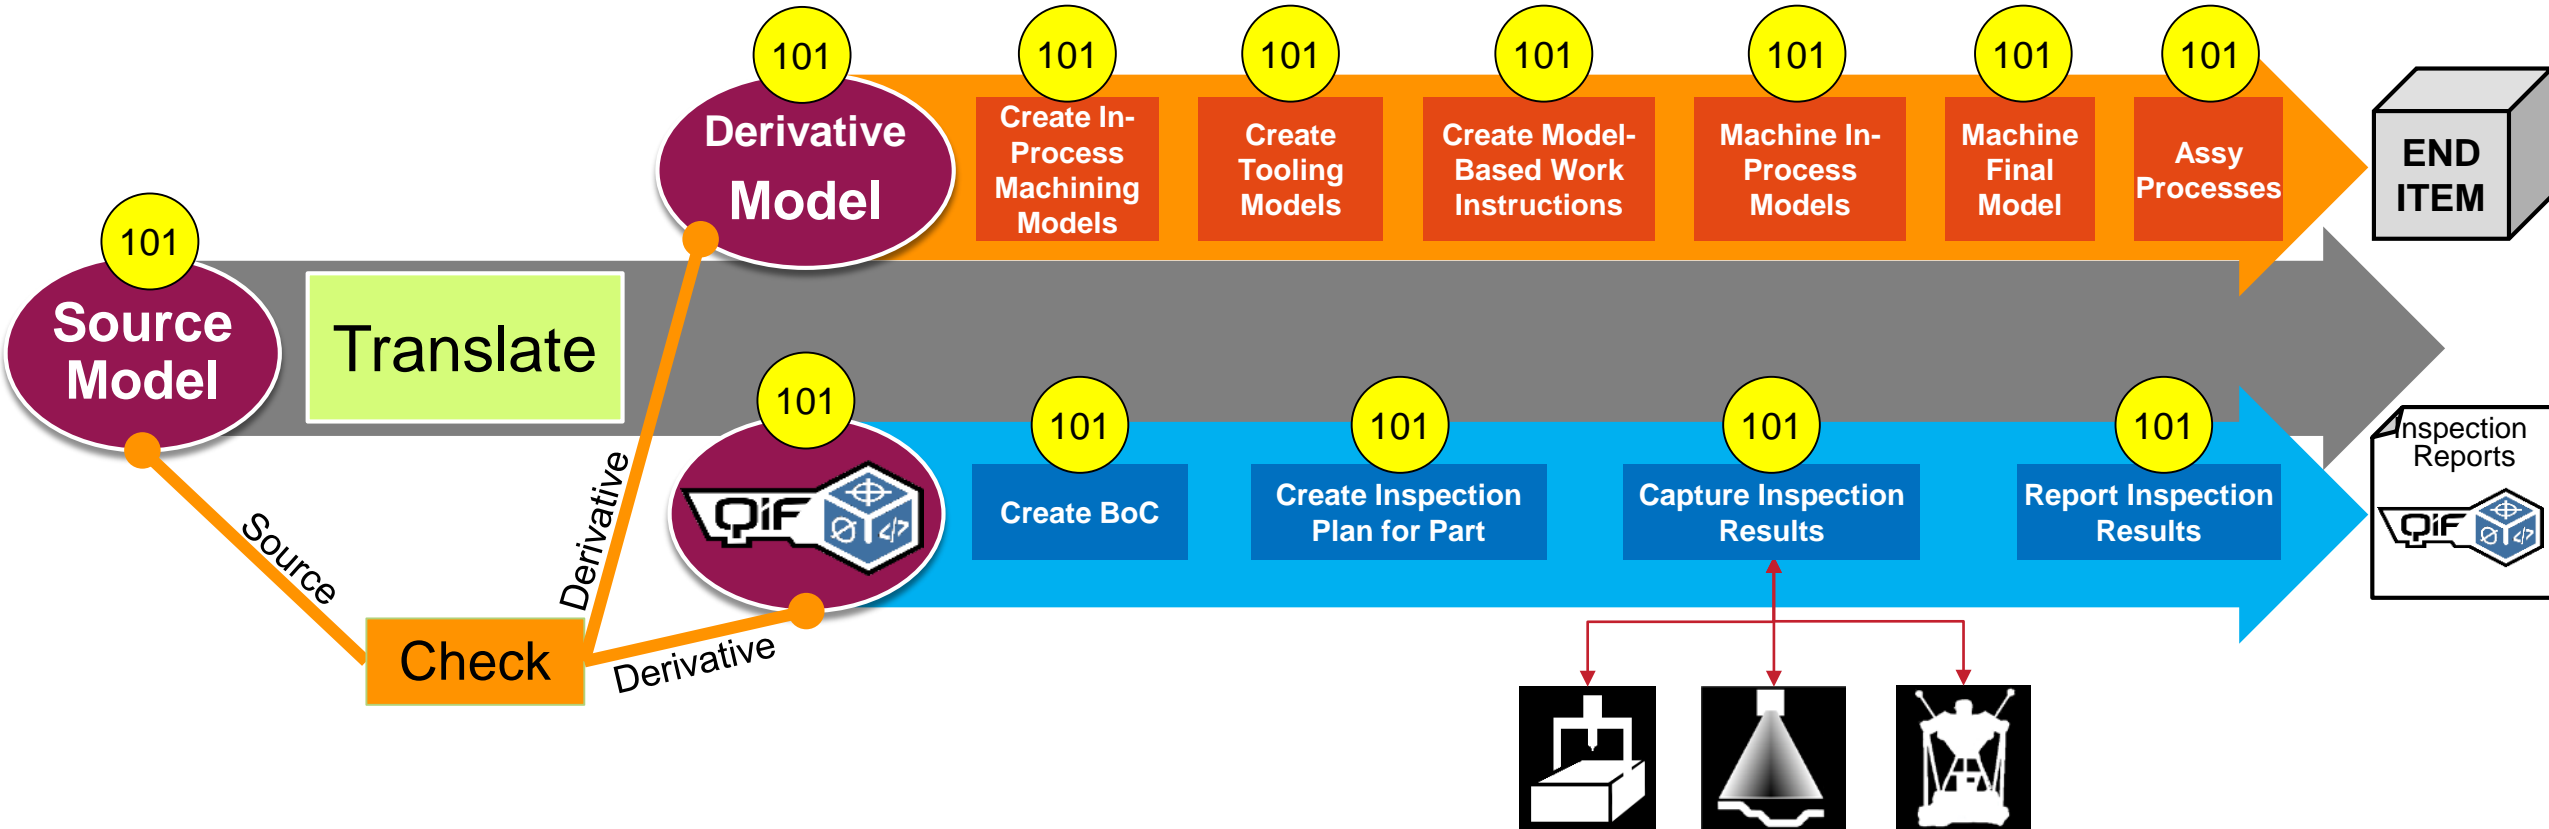 101
101
101
101
101
101
101
Derivative
Model
Create In-
Process
Machining
Models
Create
Tooling
Models
Create Model-
Based Work
Instructions
Machine In-
Process
Models
Machine
Final
Model
Assy
Processes
END
ITEM
101
Source
Model
Translate
101
QiF
</>
101
101
101
101
Create BoC
Create Inspection
Plan for Part
Capture Inspection
Results
Report Inspection
Results
Inspection
Reports
QiF
</>
Source
Derivative
Check
Derivative